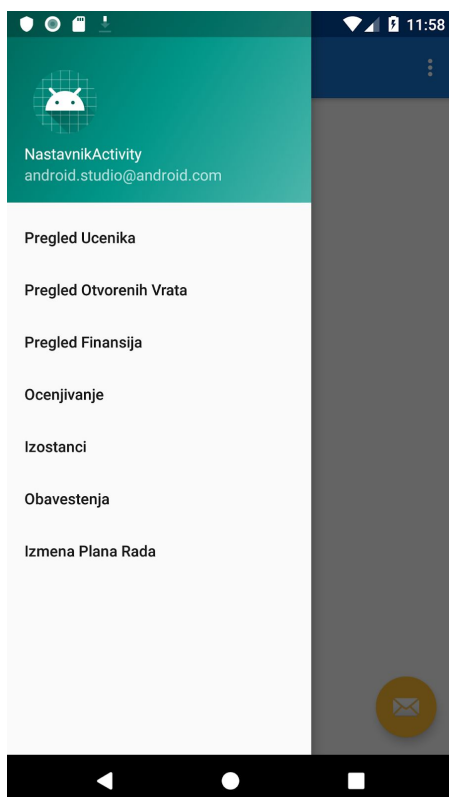 11:58
NastavnikActivity
android.studio@android.com
Pregled Ucenika
Pregled Otvorenih Vrata
Pregled Finansija
Ocenjivanje
Izostanci
Obavestenja
Izmena Plana Rada